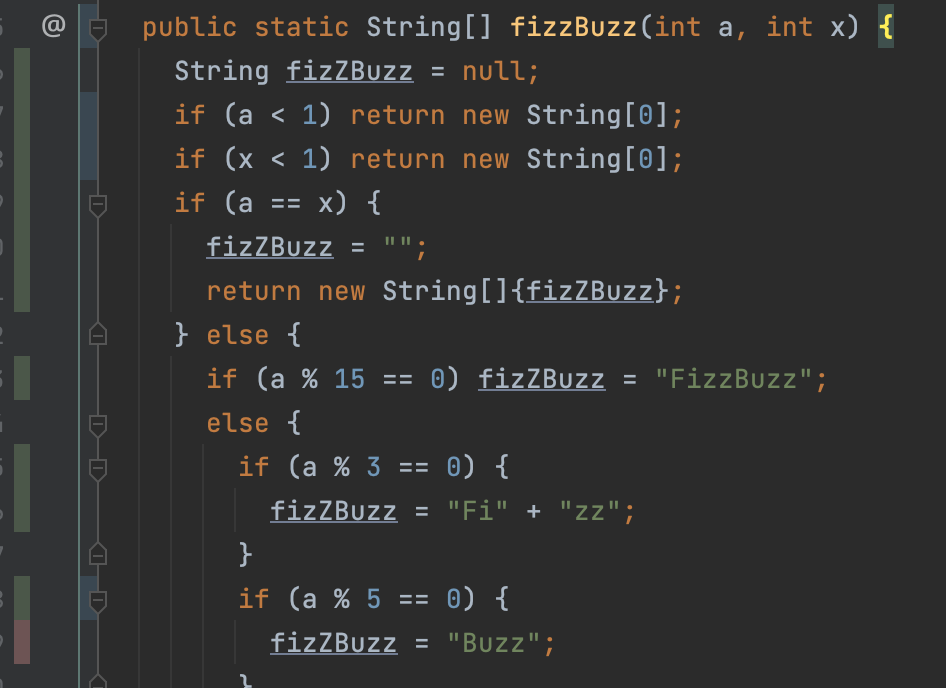 @ public static String[] fizzBuzz(int a, int x) {
String fizZBuzz = null;
if (a < 1) return new String[0];
if (x < 1) return new String[0];
if (a == x) {
fizZBuzz = "";
return new String[]{fizZBuzz};
} else {
if (a % 15 == 0) fizZBuzz = "FizzBuzz";
else {
if (a % 3 == 0) {
fizZBuzz = "Fi" + "zz";
}
if (a % 5 == 0) {
fizZBuzz = "Buzz";
}